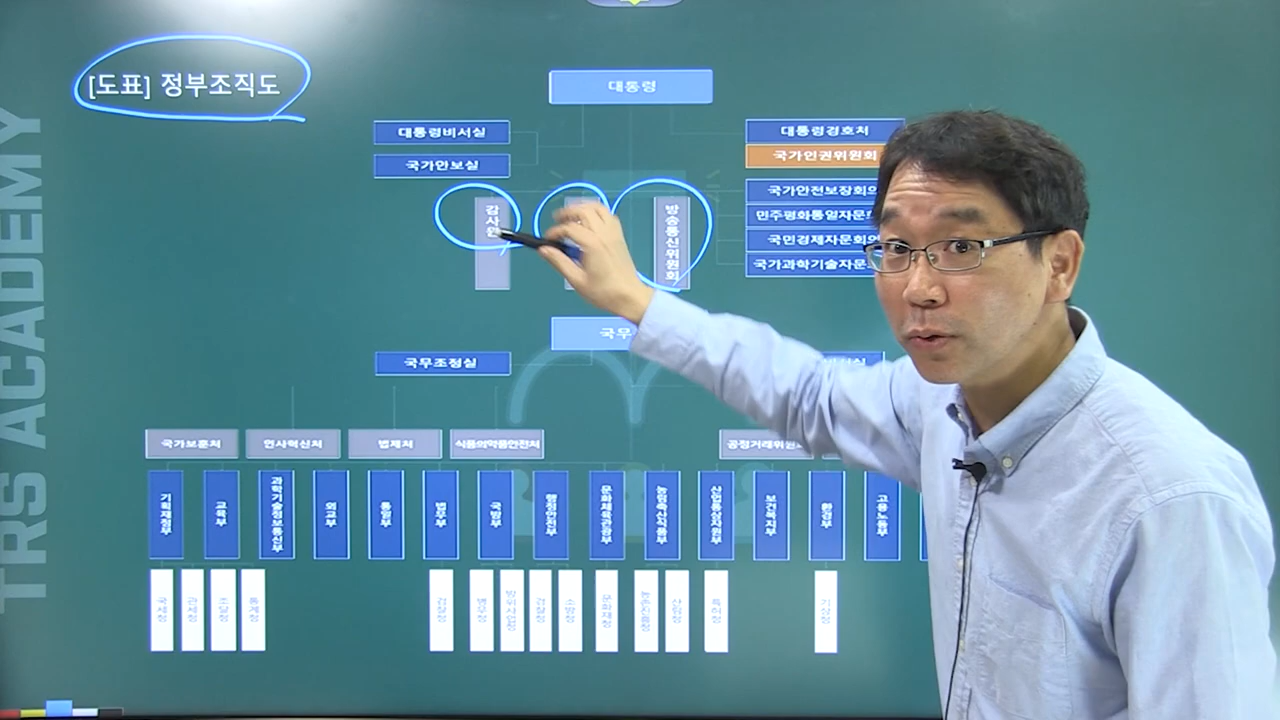 [도표] 정부조직도
대통령
대통령비서실
대통령경호처
국가안보실
국가인권위원회
국가안전보장회의
민주평화통일자문
국민경제자문회의
국가과학기술자문
감사원
방송통신위원회
국무
국무조정실
비서실
국가보훈처
인사혁신처
법제처
식품의약품안전처
공정거래위원
기획재정부
교육부
과학기술정보통신부
외교부
통일부
법무부
국방부
행정안전부
문화체육관광부
농림축산식품부
산업통상자원부
보건복지부
환경부
고용노동부
국세청
관세청
조달청
통계청
검찰청
병무청
방위사업청
경찰청
소방청
문화재청
농촌진흥청
산림청
특허청
기상청
TRS ACADEMY